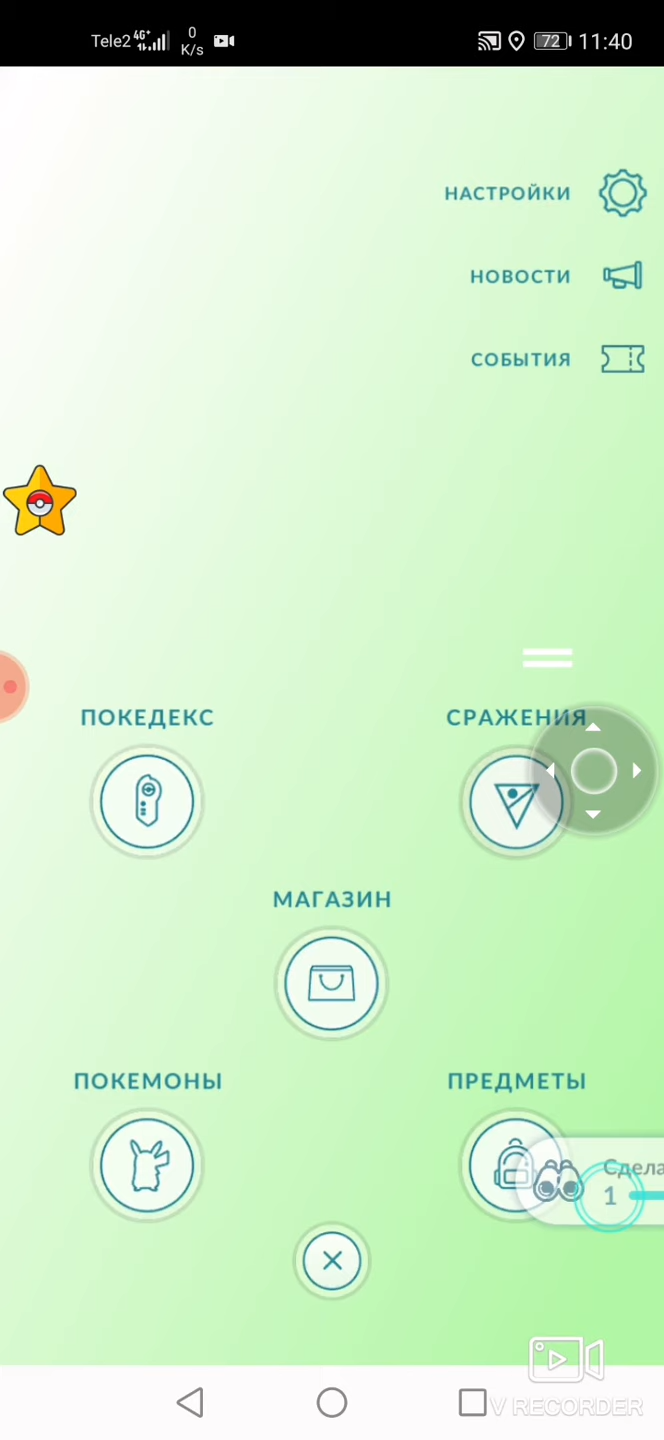 Tele2 4G+ 0 K/s 72 11:40
НАСТРОЙКИ
НОВОСТИ
СОБЫТИЯ
ПОКЕДЕКС
СРАЖЕНИЯ
МАГАЗИН
ПОКЕМОНЫ
ПРЕДМЕТЫ
Сдела
1
V RECORDER